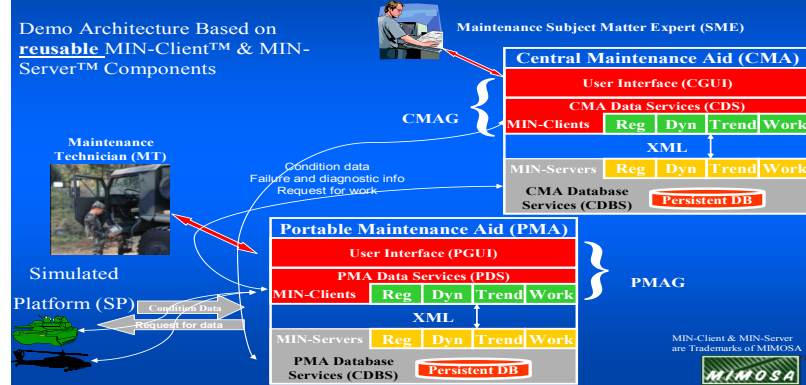 Demo Architecture Based on
reusable MIN-Client™ & MIN-
Server™ Components
Maintenance Subject Matter Expert (SME)
Central Maintenance Aid (CMA)
User Interface (CGUI)
CMA Data Services (CDS)
MIN-Clients Reg Dyn Trend Work
XML
MIN-Servers Reg Dyn Trend Work
CMA Database
Services (CDBS)
Persistent DB
CMAG
Maintenance
Technician (MT)
Condition data
Failure and diagnostic info
Request for work
Portable Maintenance Aid (PMA)
User Interface (PGUI)
PMA Data Services (PDS)
MIN-Clients Reg Dyn Trend Work
XML
MIN-Servers Reg Dyn Trend Work
PMA Database
Services (CDBS)
Persistent DB
PMAG
Simulated
Platform (SP)
Condition Data
Request for data
MIN-Client & MIN-Server
are Trademarks of MIMOSA
MIMOSA